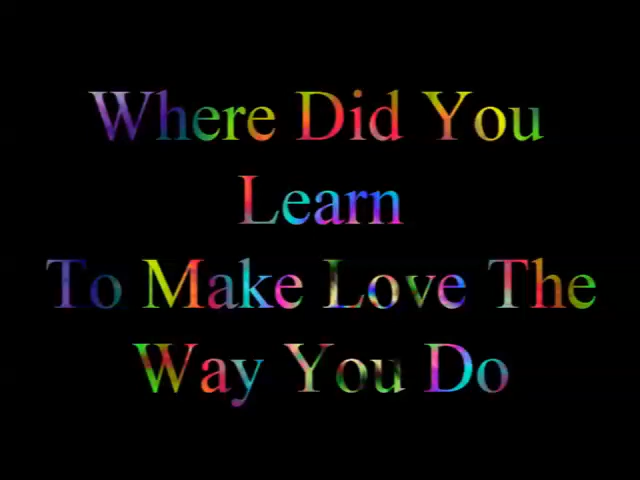 Where Did You
Learn
To Make Love The
Way You Do